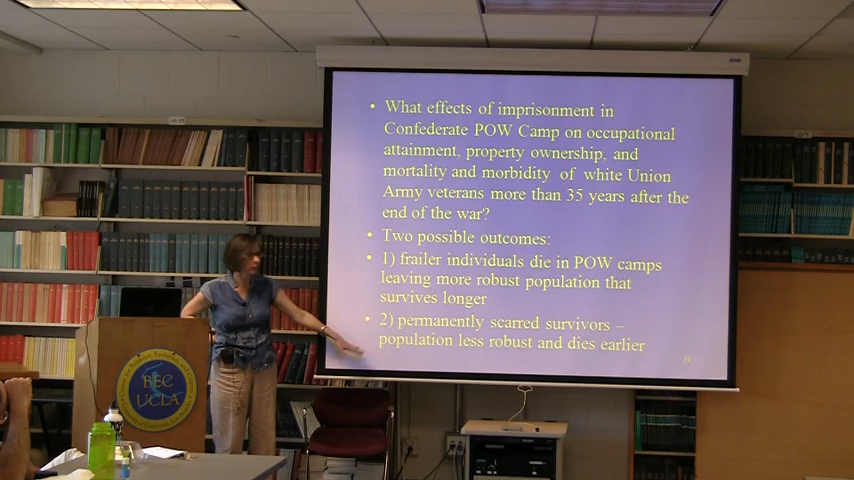 • What effects of imprisonment in
Confederate POW Camp on occupational
attainment, property ownership, and
mortality and morbidity of white Union
Army veterans more than 35 years after the
end of the war?
• Two possible outcomes:
• 1) frailer individuals die in POW camps
leaving more robust population that
survives longer
• 2) permanently scarred survivors –
population less robust and dies earlier
BEC
UCLA